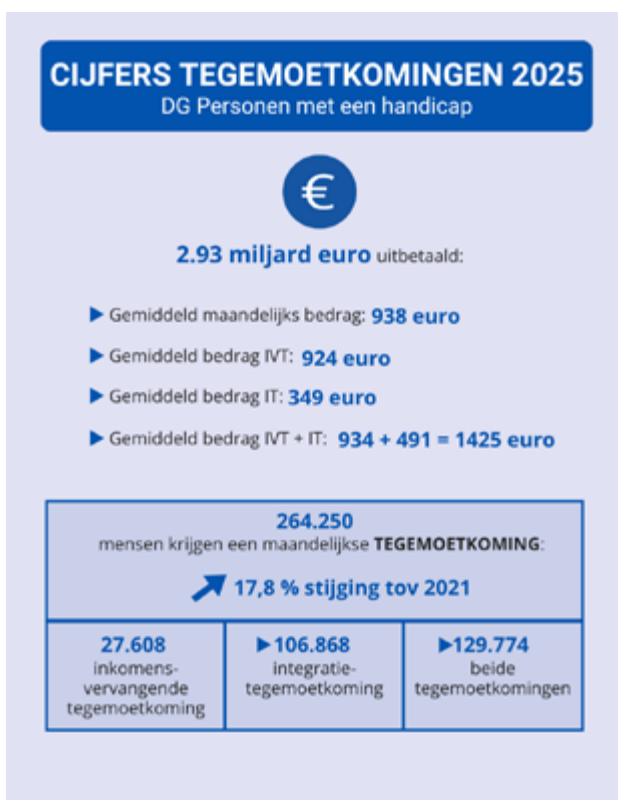 CIJFERS TEGEMOETKOMINGEN 2025
DG Personen met een handicap
€
2.93 miljard euro uitbetaald:
▶ Gemiddeld maandelijks bedrag: 938 euro
▶ Gemiddeld bedrag IVT: 924 euro
▶ Gemiddeld bedrag IT: 349 euro
▶ Gemiddeld bedrag IVT + IT: 934 + 491 = 1425 euro
264.250
mensen krijgen een maandelijkse TEGEMOETKOMING:
17,8 % stijging tov 2021
27.608
inkomens-
vervangende
tegemoetkoming
▶106.868
integratie-
tegemoetkoming
▶129.774
beide
tegemoetkomingen